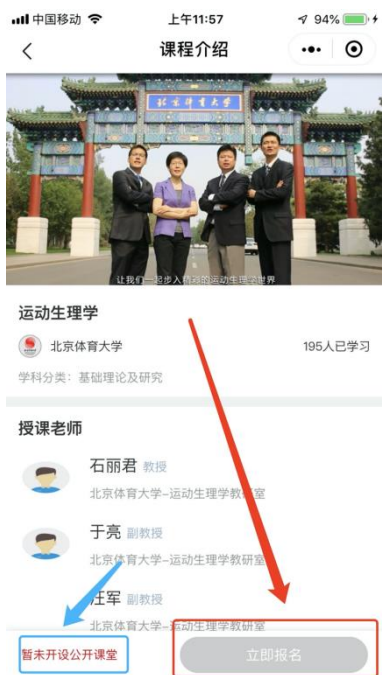 中国移动
上午11:57
94%
课程介绍
北京体育大学
让我们一起步入精彩的运动生理学世界
运动生理学
北京体育大学
195人已学习
学科分类：基础理论及研究
授课老师
石丽君 教授
北京体育大学-运动生理学教研室
于亮 副教授
北京体育大学-运动生理学教研室
汪军 副教授
北京体育大学-运动生理学教研室
暂未开设公开课堂
立即报名